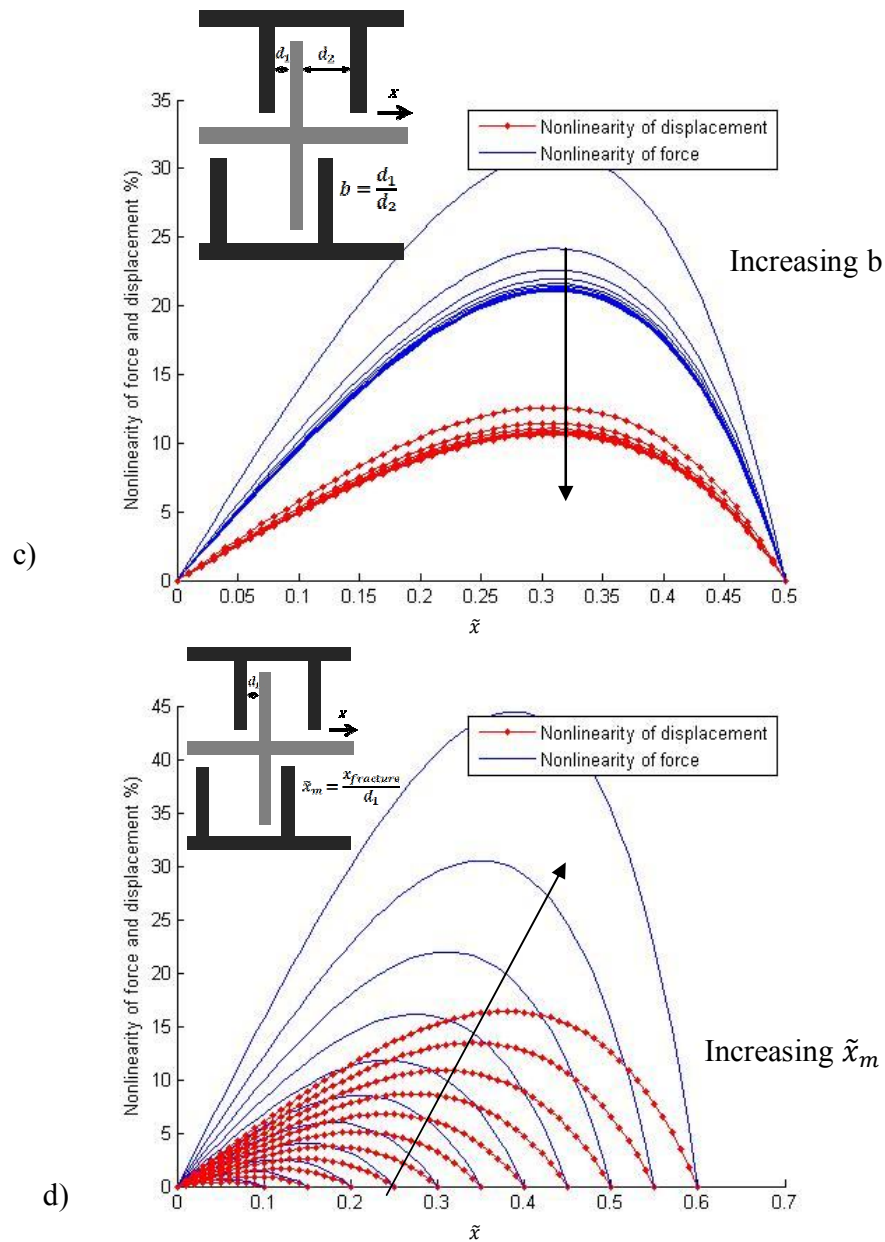 d₁ d₂
x
b = d₁/d₂
Nonlinearity of force and displacement %)
35
30
25
20
15
10
5
0
Nonlinearity of displacement
Nonlinearity of force
Increasing b
c)
0 0.05 0.1 0.15 0.2 0.25 0.3 0.35 0.4 0.45 0.5
x̃
d₁
x
x̃ₘ = x_fracture/d₁
Nonlinearity of force and displacement %)
45
40
35
30
25
20
15
10
5
0
Nonlinearity of displacement
Nonlinearity of force
Increasing x̃ₘ
d)
0 0.1 0.2 0.3 0.4 0.5 0.6 0.7
x̃